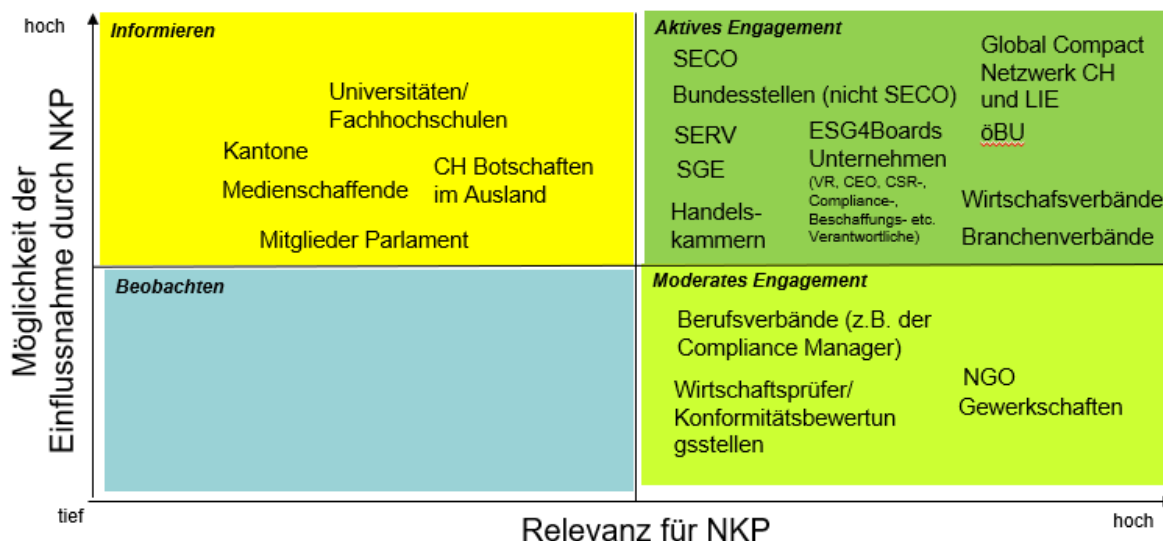 hoch
Möglichkeit der
Einflussnahme durch NKP
Informieren
Universitäten/
Fachhochschulen
Kantone
CH Botschaften
im Ausland
Medienschaffende
Mitglieder Parlament
Aktives Engagement
SECO
Global Compact
Netzwerk CH
und LIE
Bundesstellen (nicht SECO)
SERV
ESG4Boards
öBU
SGE
Unternehmen
(VR, CEO, CSR-,
Compliance-,
Beschaffungs- etc.
Verantwortliche)
Handels-
kammern
Wirtschafsverbände
Branchenverbände
Beobachten
Moderates Engagement
Berufsverbände (z.B. der
Compliance Manager)
Wirtschaftsprüfer/
Konformitätsbewertun
gsstellen
NGO
Gewerkschaften
tief
Relevanz für NKP
hoch